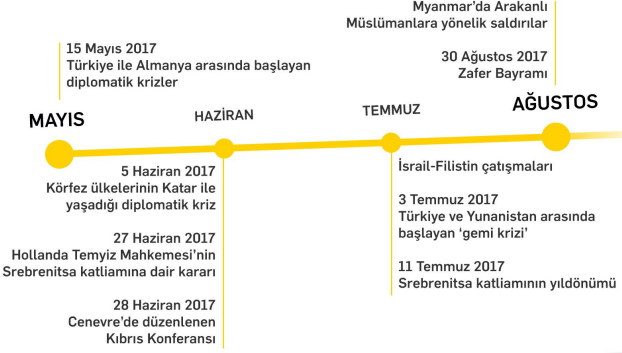 Myanmar’da Arakanlı
Müslümanlara yönelik saldırılar
15 Mayıs 2017
Türkiye ile Almanya arasında başlayan
diplomatik krizler
30 Ağustos 2017
Zafer Bayramı
MAYIS
HAZİRAN
TEMMUZ
AĞUSTOS
5 Haziran 2017
Körfez ülkelerinin Katar ile
yaşadığı diplomatik kriz
27 Haziran 2017
Hollanda Temyiz Mahkemesi’nin
Srebrenitsa katliamına dair kararı
28 Haziran 2017
Cenevre’de düzenlenen
Kıbrıs Konferansı
İsrail-Filistin çatışmaları
3 Temmuz 2017
Türkiye ve Yunanistan arasında
başlayan ‘gemi krizi’
11 Temmuz 2017
Srebrenitsa katliamının yıldönümü